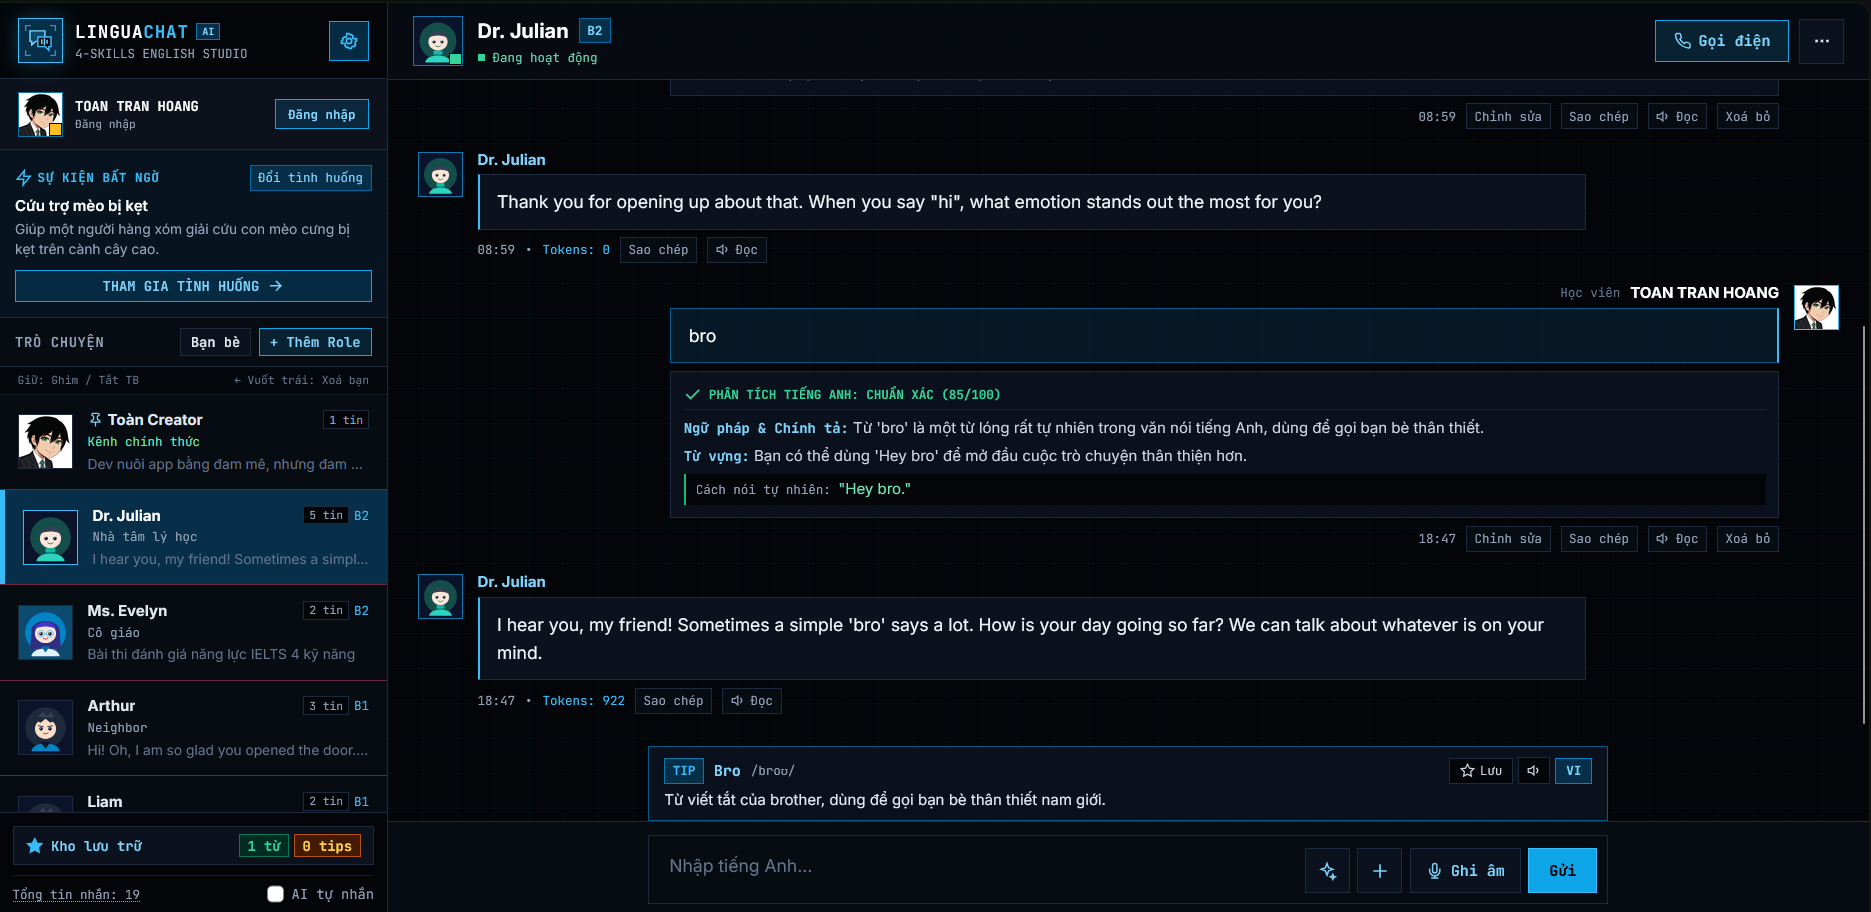 LINGUACHAT AI
4-SKILLS ENGLISH STUDIO
TOAN TRAN HOANG
Đăng nhập
Đăng nhập
SỰ KIỆN BẤT NGỜ
Đổi tình huống
Cứu trợ mèo bị kẹt
Giúp một người hàng xóm giải cứu con mèo cưng bị
kẹt trên cành cây cao.
THAM GIA TÌNH HUỐNG →
TRÒ CHUYỆN
Bạn bè
+ Thêm Role
Giữ: Ghim / Tắt TB
← Vuốt trái: Xoá bạn
Toàn Creator
1 tin
Kênh chính thức
Dev nuôi app bằng đam mê, nhưng đam ...
Dr. Julian
5 tin B2
Nhà tâm lý học
I hear you, my friend! Sometimes a simpl...
Ms. Evelyn
2 tin B2
Cô giáo
Bài thi đánh giá năng lực IELTS 4 kỹ năng
Arthur
3 tin B1
Neighbor
Hi! Oh, I am so glad you opened the door....
Liam
2 tin B1
Kho lưu trữ
1 từ
0 tips
Tổng tin nhắn: 19
AI tự nhắn
Dr. Julian B2
Đang hoạt động
Gọi điện
08:59 Chỉnh sửa Sao chép Đọc Xoá bỏ
Dr. Julian
Thank you for opening up about that. When you say "hi", what emotion stands out the most for you?
08:59 • Tokens: 0 Sao chép Đọc
Học viên TOAN TRAN HOANG
bro
PHÂN TÍCH TIẾNG ANH: CHUẨN XÁC (85/100)
Ngữ pháp & Chính tả: Từ 'bro' là một từ lóng rất tự nhiên trong văn nói tiếng Anh, dùng để gọi bạn bè thân thiết.
Từ vựng: Bạn có thể dùng 'Hey bro' để mở đầu cuộc trò chuyện thân thiện hơn.
Cách nói tự nhiên: "Hey bro."
18:47 Chỉnh sửa Sao chép Đọc Xoá bỏ
Dr. Julian
I hear you, my friend! Sometimes a simple 'bro' says a lot. How is your day going so far? We can talk about whatever is on your
mind.
18:47 • Tokens: 922 Sao chép Đọc
TIP Bro /broʊ/
Lưu
VI
Từ viết tắt của brother, dùng để gọi bạn bè thân thiết nam giới.
Nhập tiếng Anh...
Ghi âm
Gửi